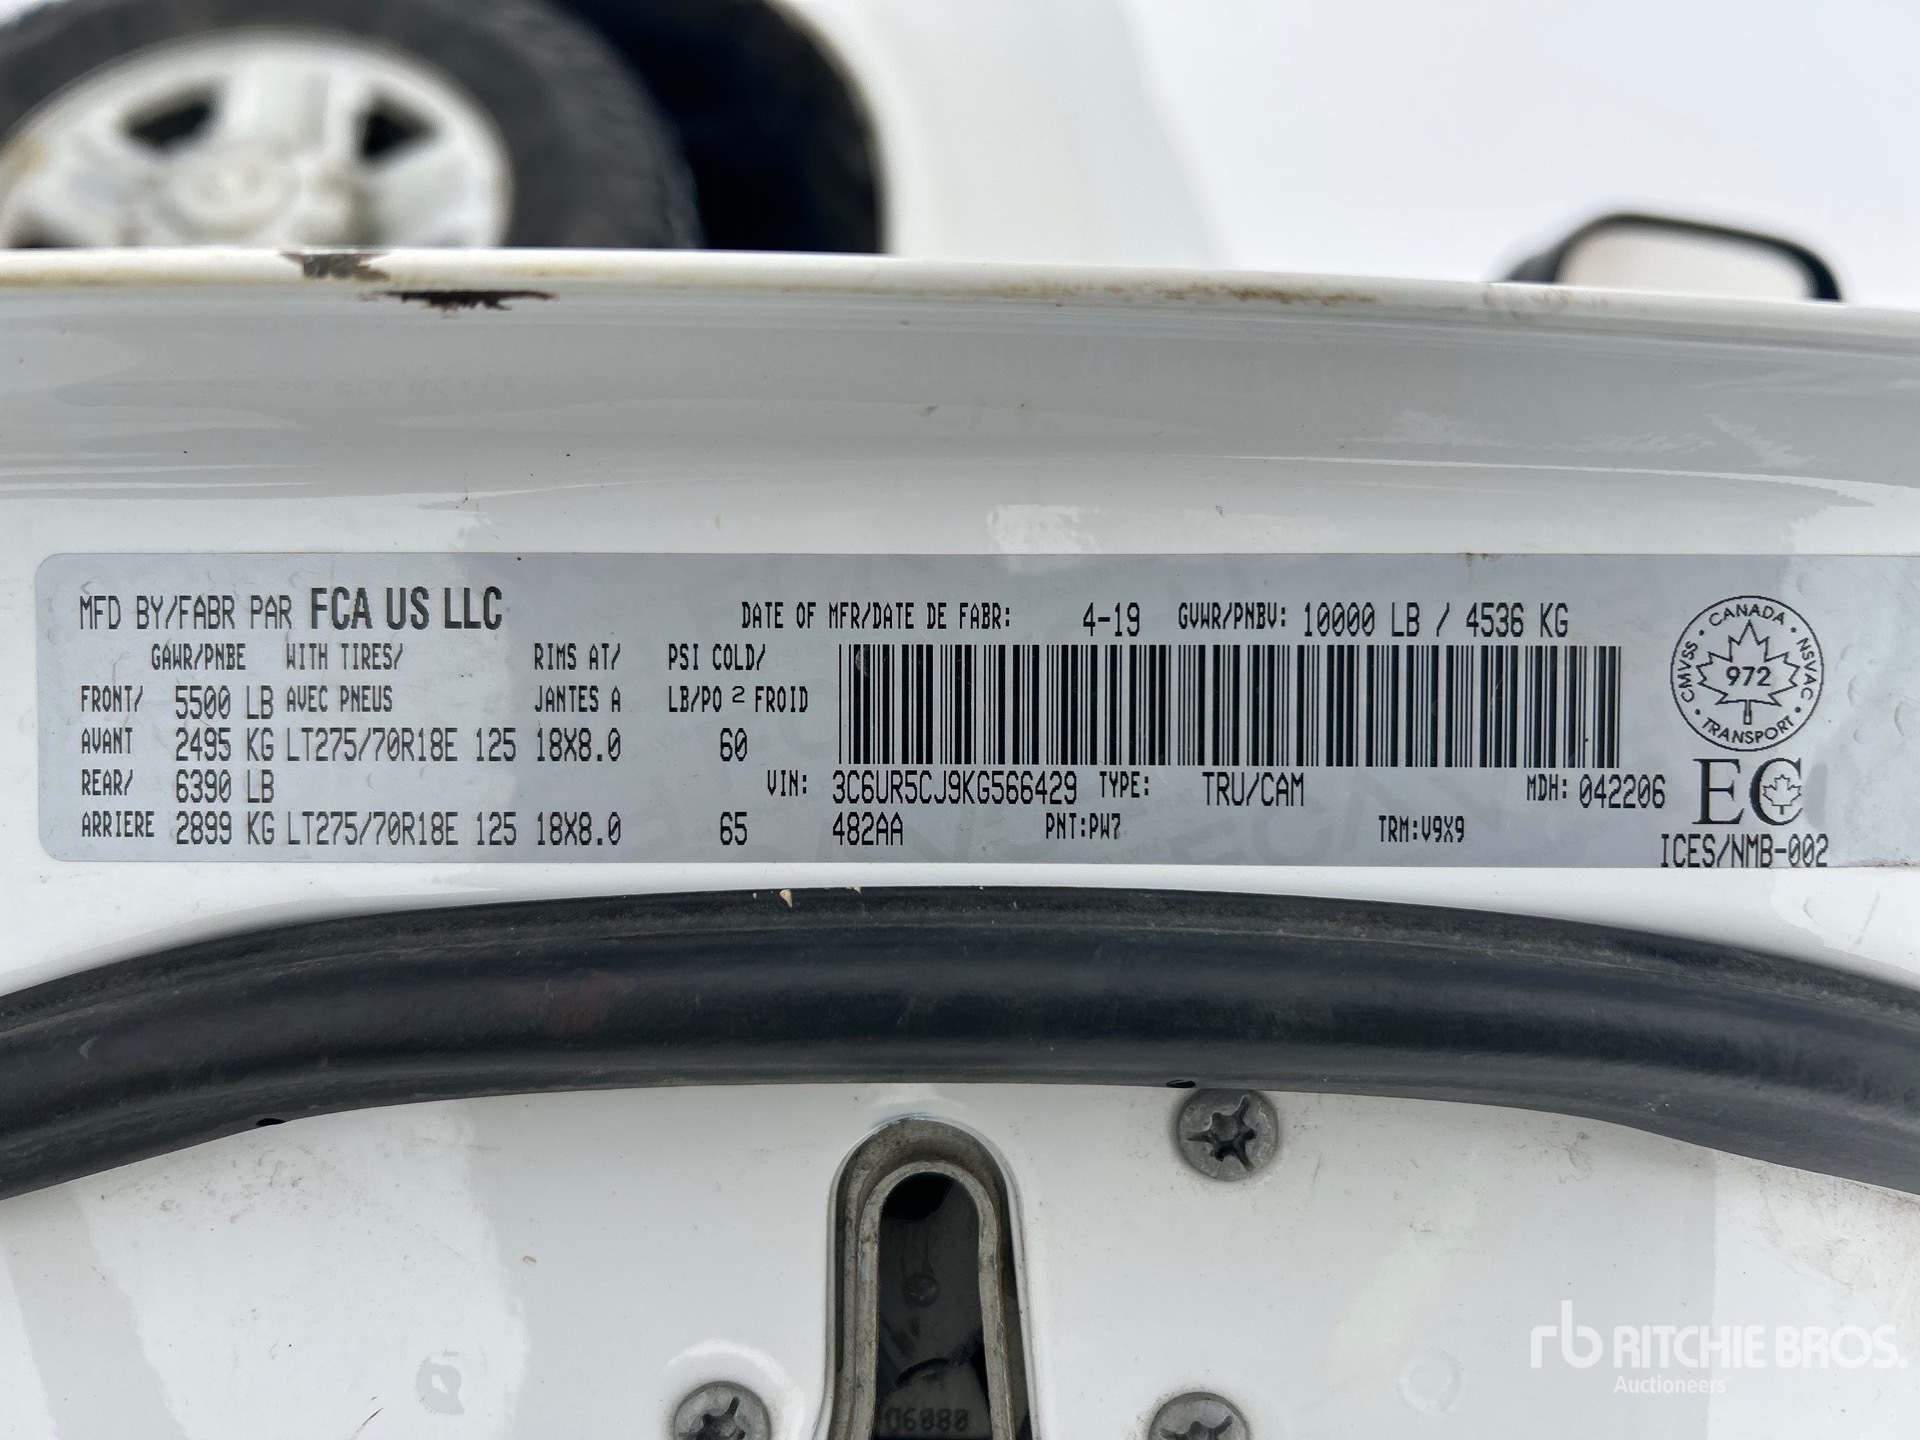 MFD BY/FABR PAR FCA US LLC DATE OF MFR/DATE DE FABR: 4-19 GVWR/PNBV: 10000 LB / 4536 KG
GAWR/PNBE WITH TIRES/ RIMS AT/ PSI COLD/
FRONT/ 5500 LB AVEC PNEUS JANTES A LB/PO 2 FROID
AVANT 2495 KG LT275/70R18E 125 18X8.0 60
REAR/ 6390 LB VIN: 3C6UR5CJ9KG566429 TYPE: TRU/CAM MDH: 042206
ARRIERE 2899 KG LT275/70R18E 125 18X8.0 65 482AA PNT:PW7 TRM:V9X9
CANADA
CMVSS 972 NSVAC
TRANSPORT
EC
ICES/NMB-002
06080
rb RITCHIE BROS.
Auctioneers